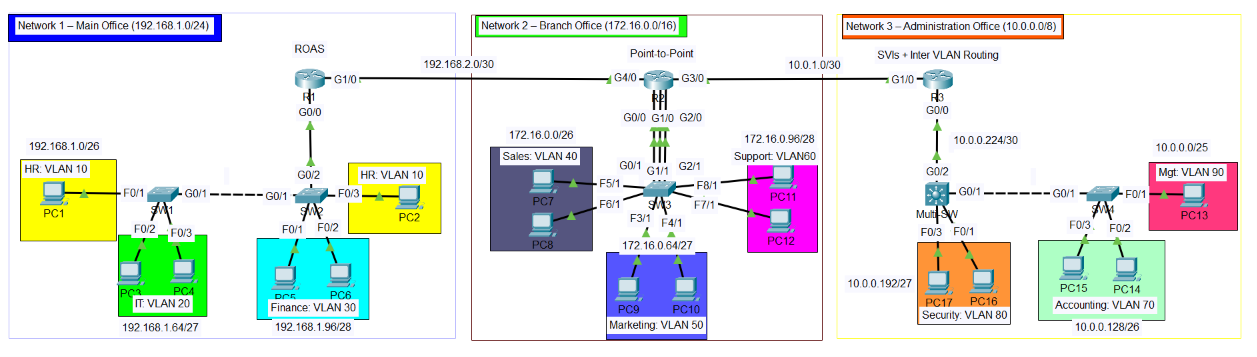 Network 1 – Main Office (192.168.1.0/24)
ROAS
R1
G1/0
G0/0
192.168.2.0/30
192.168.1.0/26
HR: VLAN 10
PC1
F0/1
SW1
G0/1
F0/2
F0/3
PC3
PC4
IT: VLAN 20
192.168.1.64/27
G0/2
G0/1
SW2
F0/3
HR: VLAN 10
PC2
F0/1
F0/2
PC5
PC6
Finance: VLAN 30
192.168.1.96/28
Network 2 – Branch Office (172.16.0.0/16)
Point-to-Point
G4/0
R2
G3/0
G0/0
G1/0
G2/0
10.0.1.0/30
172.16.0.0/26
Sales: VLAN 40
PC7
PC8
G0/1
G1/1
G2/1
F5/1
F6/1
SW3
F8/1
F7/1
F3/1
F4/1
172.16.0.96/28
Support: VLAN60
PC11
PC12
172.16.0.64/27
PC9
PC10
Marketing: VLAN 50
Network 3 – Administration Office (10.0.0.0/8)
SVIs + Inter VLAN Routing
G1/0
R3
G0/0
10.0.0.224/30
G0/2
Multi-SW
G0/1
F0/3
F0/1
10.0.0.192/27
PC17
PC16
Security: VLAN 80
G0/1
SW4
F0/1
F0/3
F0/2
10.0.0.0/25
Mgt: VLAN 90
PC13
PC15
PC14
Accounting: VLAN 70
10.0.0.128/26